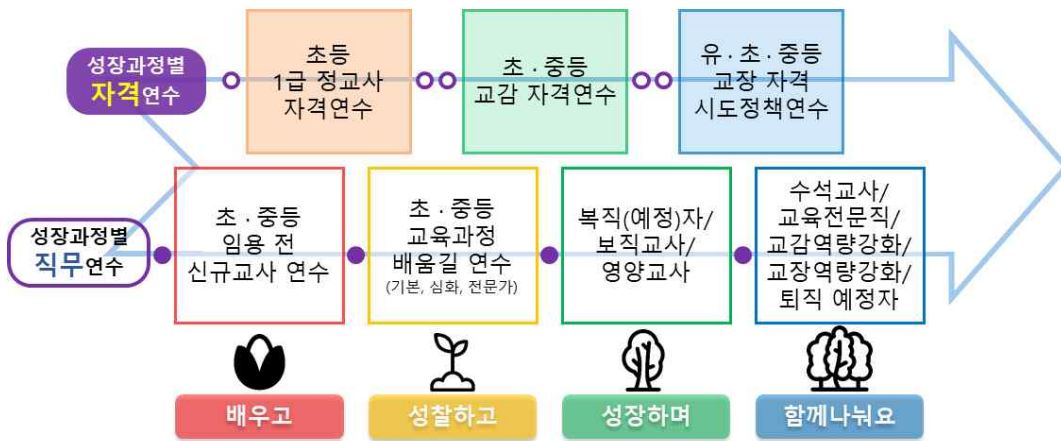 성장과정별
자격연수
초등
1급 정교사
자격연수
초 · 중등
교감 자격연수
유 · 초 · 중등
교장 자격
시도정책연수
성장과정별
직무연수
초 · 중등
임용 전
신규교사 연수
초 · 중등
교육과정
배움길 연수
(기본, 심화, 전문가)
복직(예정)자/
보직교사/
영양교사
수석교사/
교육전문직/
교감역량강화/
교장역량강화/
퇴직 예정자
배우고
성찰하고
성장하며
함께나눠요